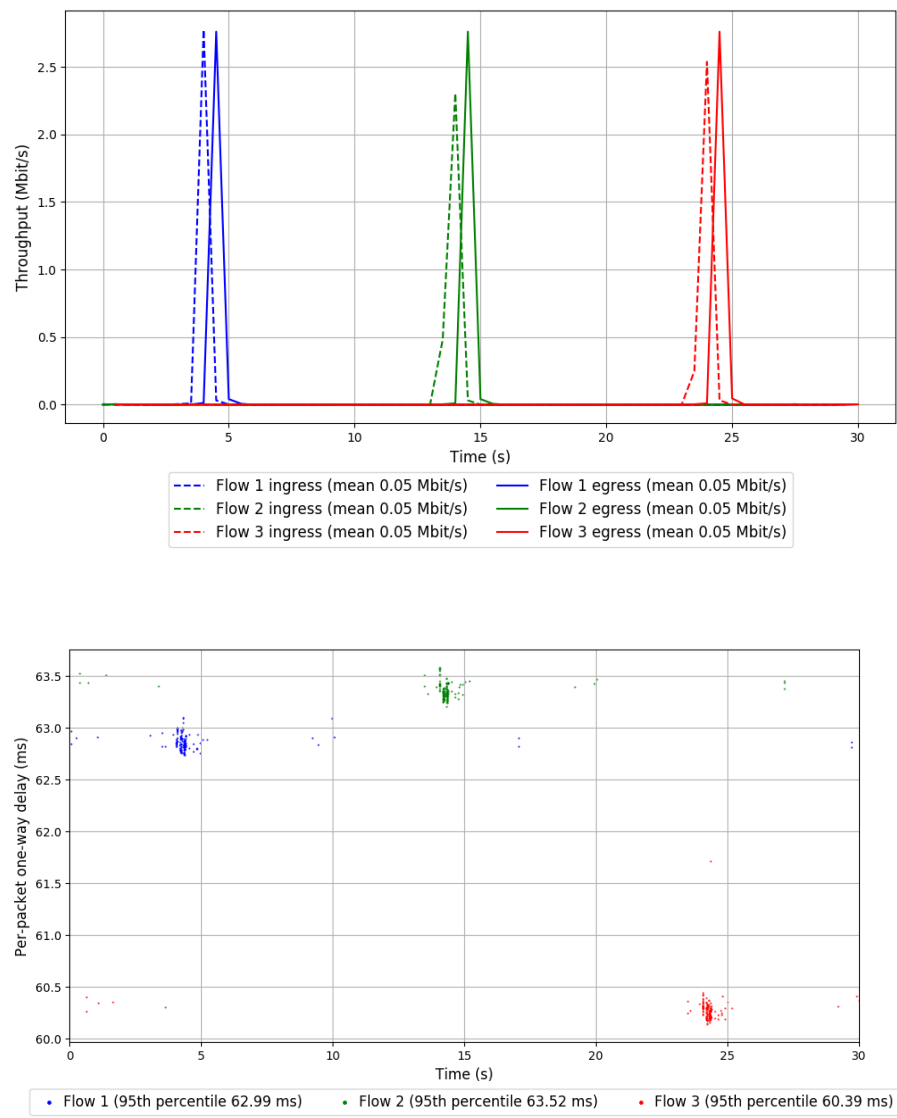 2.5
2.0
1.5
1.0
0.5
0.0
Throughput (Mbit/s)
0 5 10 15 20 25 30
Time (s)
Flow 1 ingress (mean 0.05 Mbit/s) Flow 1 egress (mean 0.05 Mbit/s)
Flow 2 ingress (mean 0.05 Mbit/s) Flow 2 egress (mean 0.05 Mbit/s)
Flow 3 ingress (mean 0.05 Mbit/s) Flow 3 egress (mean 0.05 Mbit/s)
63.5
63.0
62.5
62.0
61.5
61.0
60.5
60.0
Per-packet one-way delay (ms)
0 5 10 15 20 25 30
Time (s)
Flow 1 (95th percentile 62.99 ms) Flow 2 (95th percentile 63.52 ms) Flow 3 (95th percentile 60.39 ms)